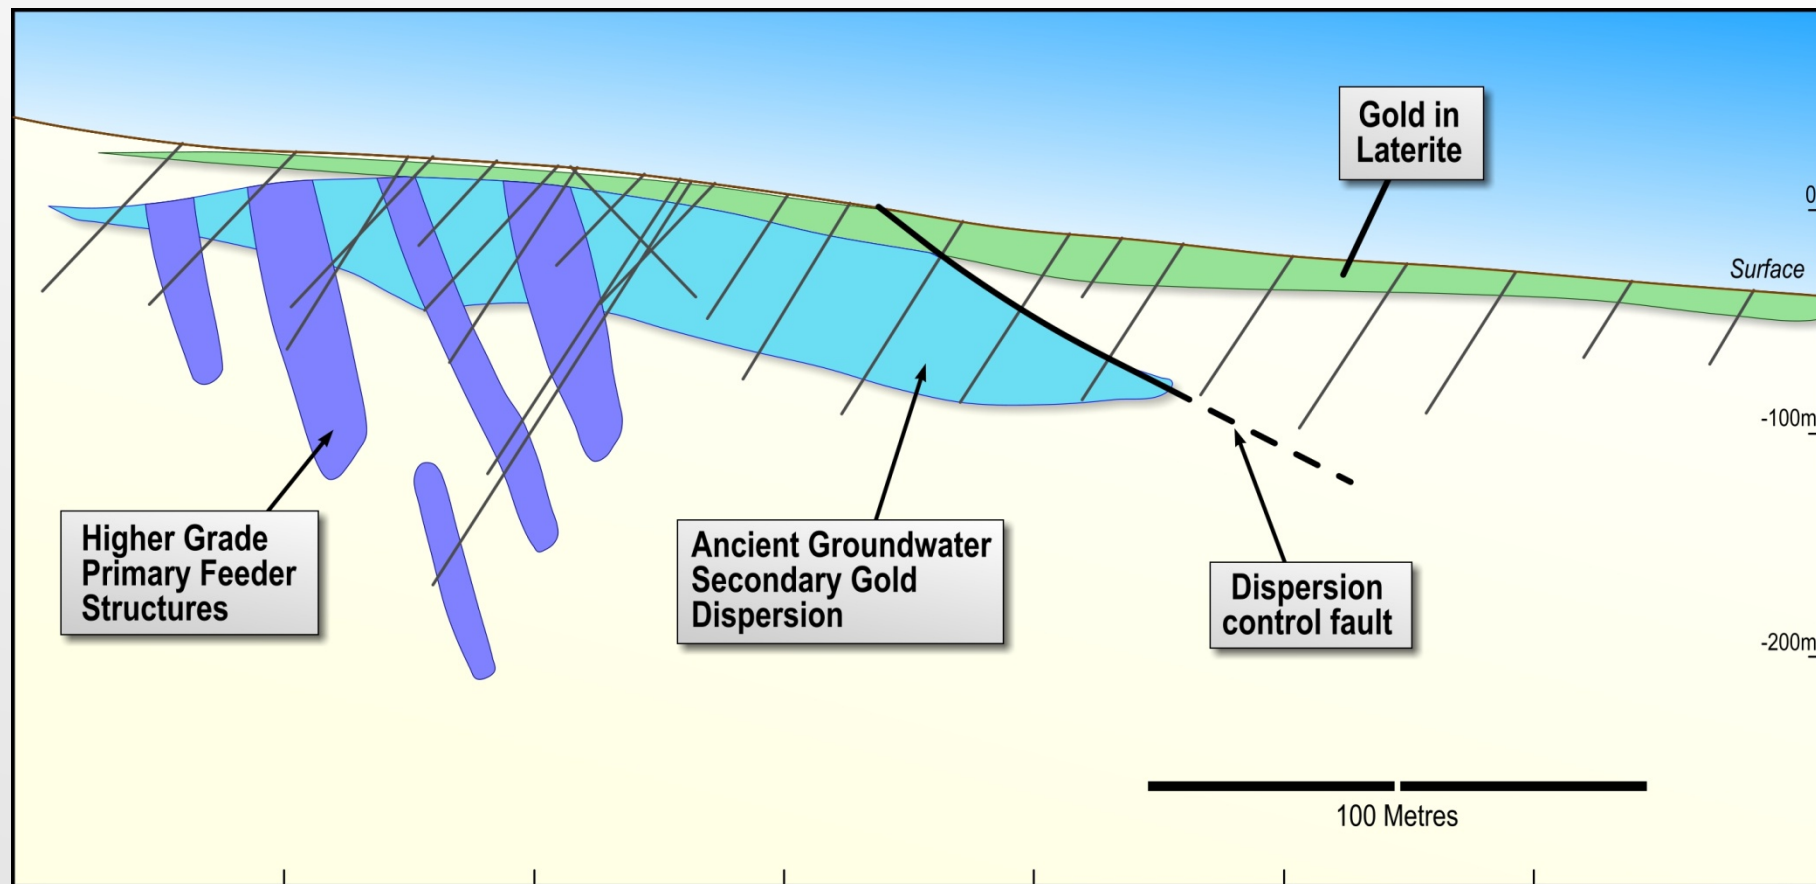 Gold in
Laterite
0
Surface
-100m
Higher Grade
Primary Feeder
Structures
Ancient Groundwater
Secondary Gold
Dispersion
Dispersion
control fault
-200m
100 Metres